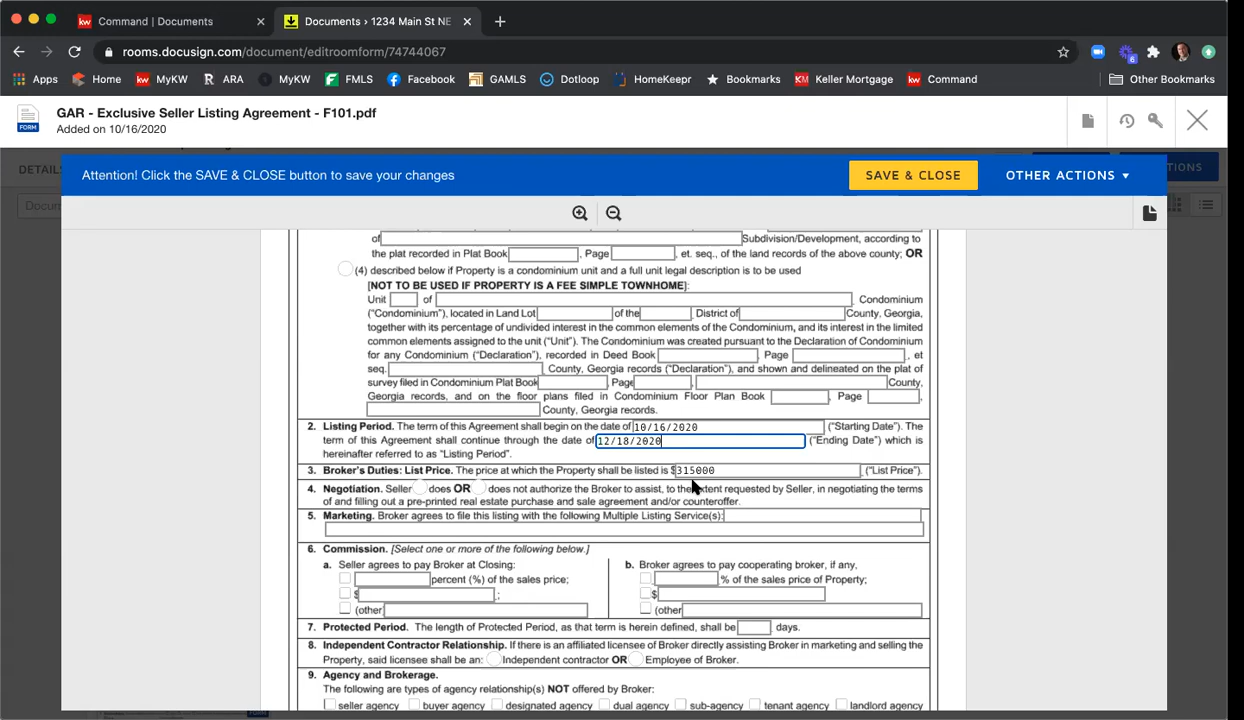 Command | Documents
Documents › 1234 Main St NE
rooms.docusign.com/document/editroomform/74744067
Apps Home kw MyKW R ARA MyKW FMLS Facebook GAMLS Dotloop HomeKeepr Bookmarks KM Keller Mortgage kw Command Other Bookmarks
FORM
GAR - Exclusive Seller Listing Agreement - F101.pdf
Added on 10/16/2020
DETAIL
TIONS
Docum
Attention! Click the SAVE & CLOSE button to save your changes
SAVE & CLOSE
OTHER ACTIONS
of Subdivision/Development, according to
the plat recorded in Plat Book , Page , et. seq., of the land records of the above county; OR
(4) described below if Property is a condominium unit and a full unit legal description is to be used
[NOT TO BE USED IF PROPERTY IS A FEE SIMPLE TOWNHOME]:
Unit of Condominium
("Condominium"), located in Land Lot of the District of County, Georgia,
together with its percentage of undivided interest in the common elements of the Condominium, and its interest in the limited
common elements assigned to the unit ("Unit"). The Condominium was created pursuant to the Declaration of Condominium
for any Condominium ("Declaration"), recorded in Deed Book , Page , et
seq. County, Georgia records ("Declaration"), and shown and delineated on the plat of
survey filed in Condominium Plat Book , Page , County,
Georgia records, and on the floor plans filed in Condominium Floor Plan Book , Page ,
County, Georgia records.
2. Listing Period. The term of this Agreement shall begin on the date of 10/16/2020 ("Starting Date"). The
term of this Agreement shall continue through the date of 12/18/2020 ("Ending Date") which is
hereinafter referred to as "Listing Period".
3. Broker's Duties: List Price. The price at which the Property shall be listed is $315000 ("List Price").
4. Negotiation. Seller does OR does not authorize the Broker to assist, to the extent requested by Seller, in negotiating the terms
of and filling out a pre-printed real estate purchase and sale agreement and/or counteroffer.
5. Marketing. Broker agrees to file this listing with the following Multiple Listing Service(s):
6. Commission. [Select one or more of the following below.]
a. Seller agrees to pay Broker at Closing:
percent (%) of the sales price;
$ ;
(other
b. Broker agrees to pay cooperating broker, if any,
% of the sales price of Property;
$
(other
7. Protected Period. The length of Protected Period, as that term is herein defined, shall be days.
8. Independent Contractor Relationship. If there is an affiliated licensee of Broker directly assisting Broker in marketing and selling the
Property, said licensee shall be an: Independent contractor OR Employee of Broker.
9. Agency and Brokerage.
The following are types of agency relationship(s) NOT offered by Broker:
seller agency buyer agency designated agency dual agency sub-agency tenant agency landlord agency